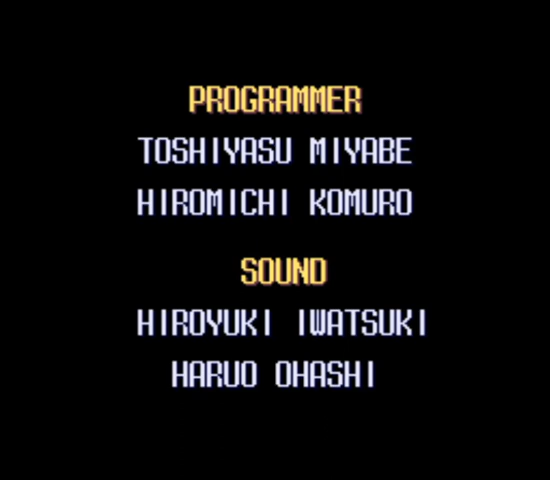 PROGRAMMER
TOSHIYASU MIYABE
HIROMICHI KOMURO
SOUND
HIROYUKI IWATSUKI
HARUO OHASHI